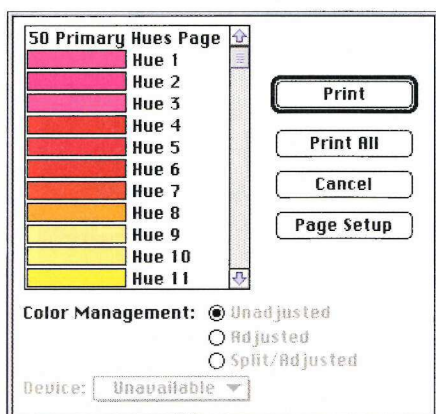 50 Primary Hues Page
Hue 1
Hue 2
Hue 3
Hue 4
Hue 5
Hue 6
Hue 7
Hue 8
Hue 9
Hue 10
Hue 11
Print
Print All
Cancel
Page Setup
Color Management: Unadjusted
Adjusted
Split/Adjusted
Device: Unavailable